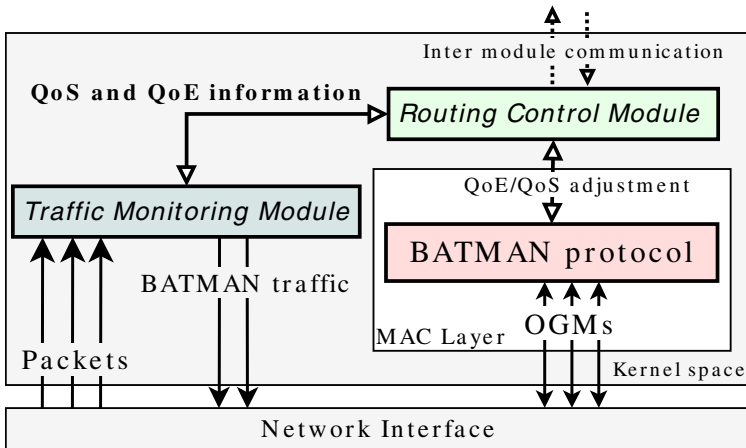 Inter module communication
QoS and QoE information
Routing Control Module
QoE/QoS adjustment
Traffic Monitoring Module
BATMAN protocol
BATMAN traffic
OGMs
MAC Layer
Packets
Kernel space
Network Interface